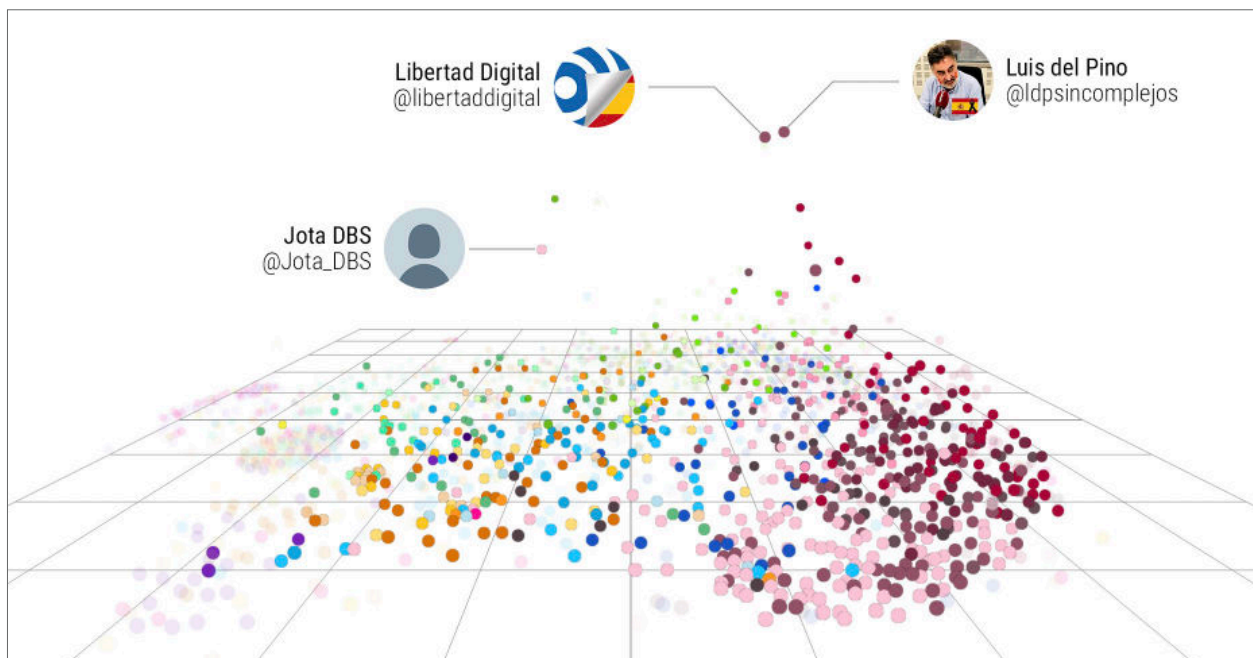 Libertad Digital
@libertaddigital
Luis del Pino
@ldpsincomplejos
Jota DBS
@Jota_DBS